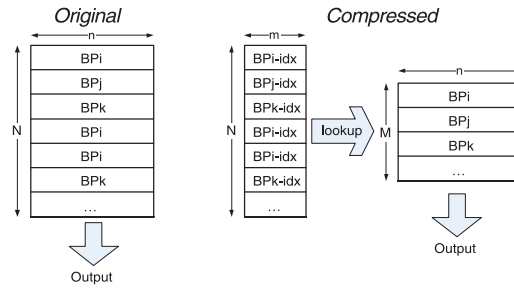 Original
n
N
BPi
BPj
BPk
BPi
BPi
BPk
...
Output
Compressed
m
N
BPi-idx
BPj-idx
BPk-idx
BPi-idx
BPi-idx
BPk-idx
...
lookup
n
M
BPi
BPj
BPk
...
Output